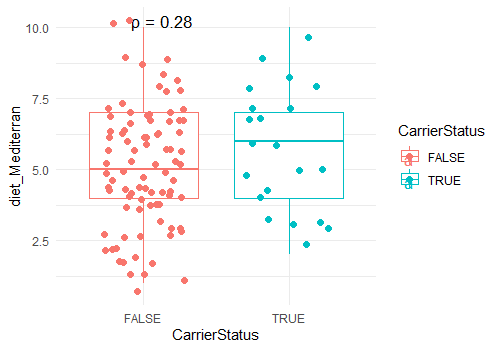 p = 0.28
10.0
7.5
5.0
2.5
diet_Mediterran
FALSE
TRUE
CarrierStatus
CarrierStatus
a FALSE
a TRUE